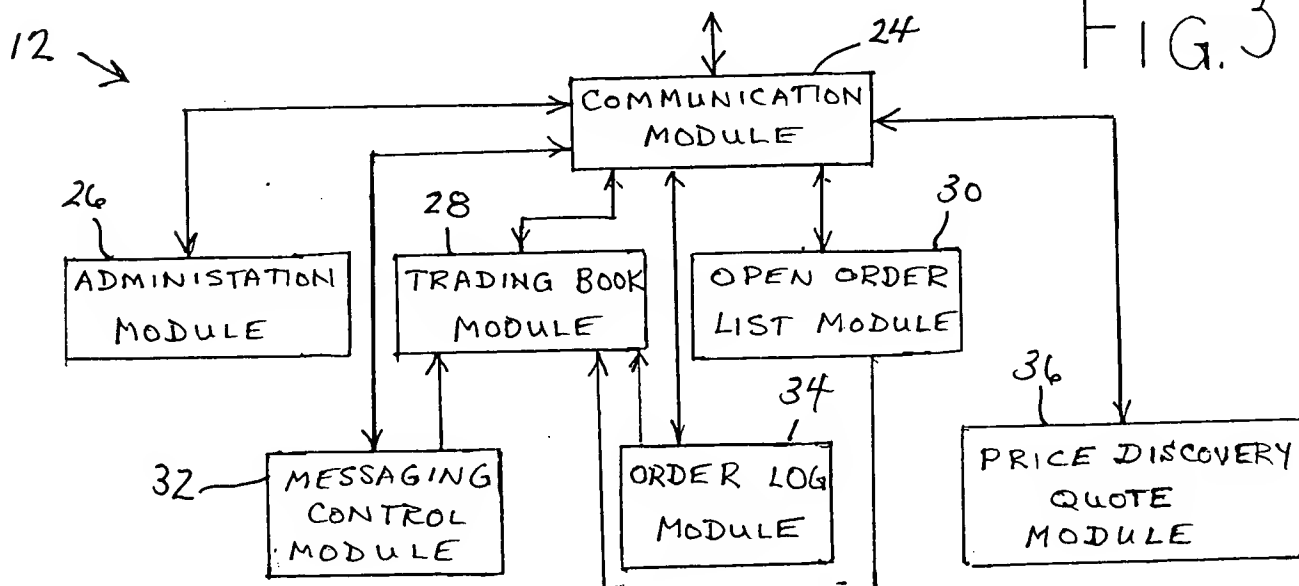 FIG. 3
12
24
COMMUNICATION
MODULE
26
ADMINISTATION
MODULE
28
TRADING BOOK
MODULE
30
OPEN ORDER
LIST MODULE
32
MESSAGING
CONTROL
MODULE
34
ORDER LOG
MODULE
36
PRICE DISCOVERY
QUOTE
MODULE